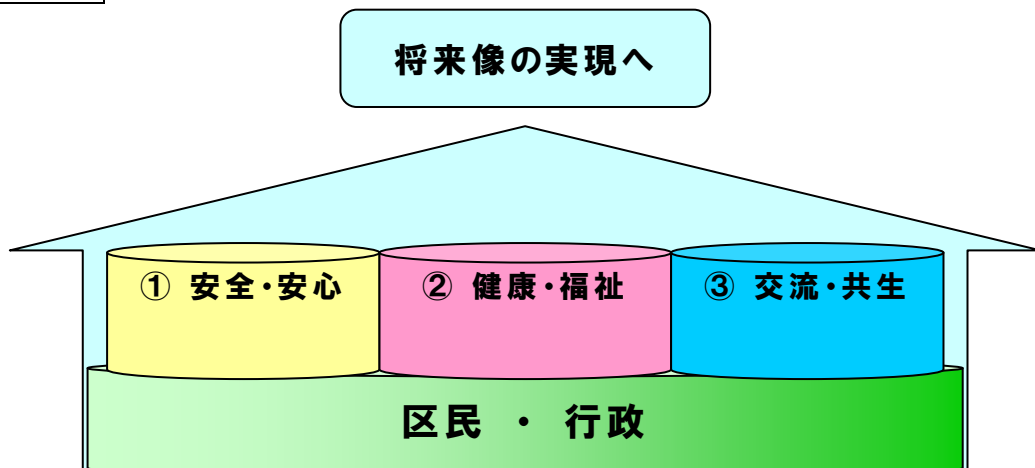 将来像の実現へ
① 安全・安心
② 健康・福祉
③ 交流・共生
区民 ・ 行政